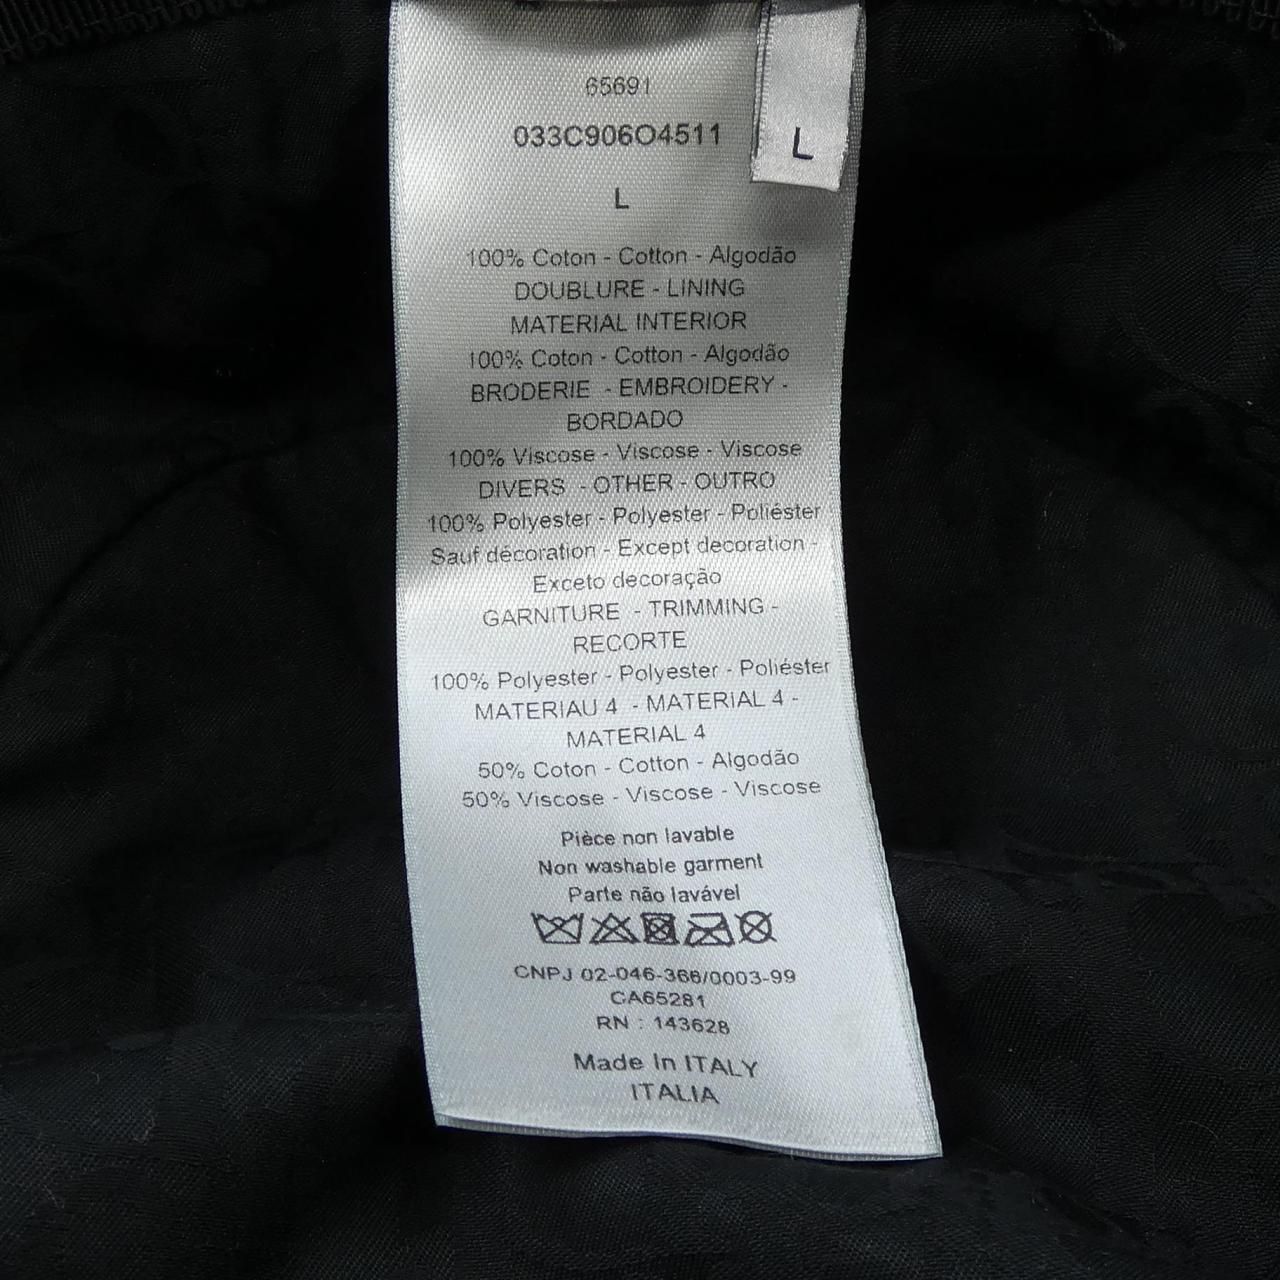 65691
033C906O4511
L
L
100% Coton - Cotton - Algodão
DOUBLURE - LINING
MATERIAL INTERIOR
100% Coton - Cotton - Algodão
BRODERIE - EMBROIDERY -
BORDADO
100% Viscose - Viscose - Viscose
DIVERS - OTHER - OUTRO
100% Polyester - Polyester - Poliéster
Sauf décoration - Except decoration -
Exceto decoração
GARNITURE - TRIMMING -
RECORTE
100% Polyester - Polyester - Poliéster
MATERIAU 4 - MATERIAL 4 -
MATERIAL 4
50% Coton - Cotton - Algodão
50% Viscose - Viscose - Viscose
Pièce non lavable
Non washable garment
Parte não lavável
CNPJ 02-046-366/0003-99
CA65281
RN : 143628
Made In ITALY
ITALIA